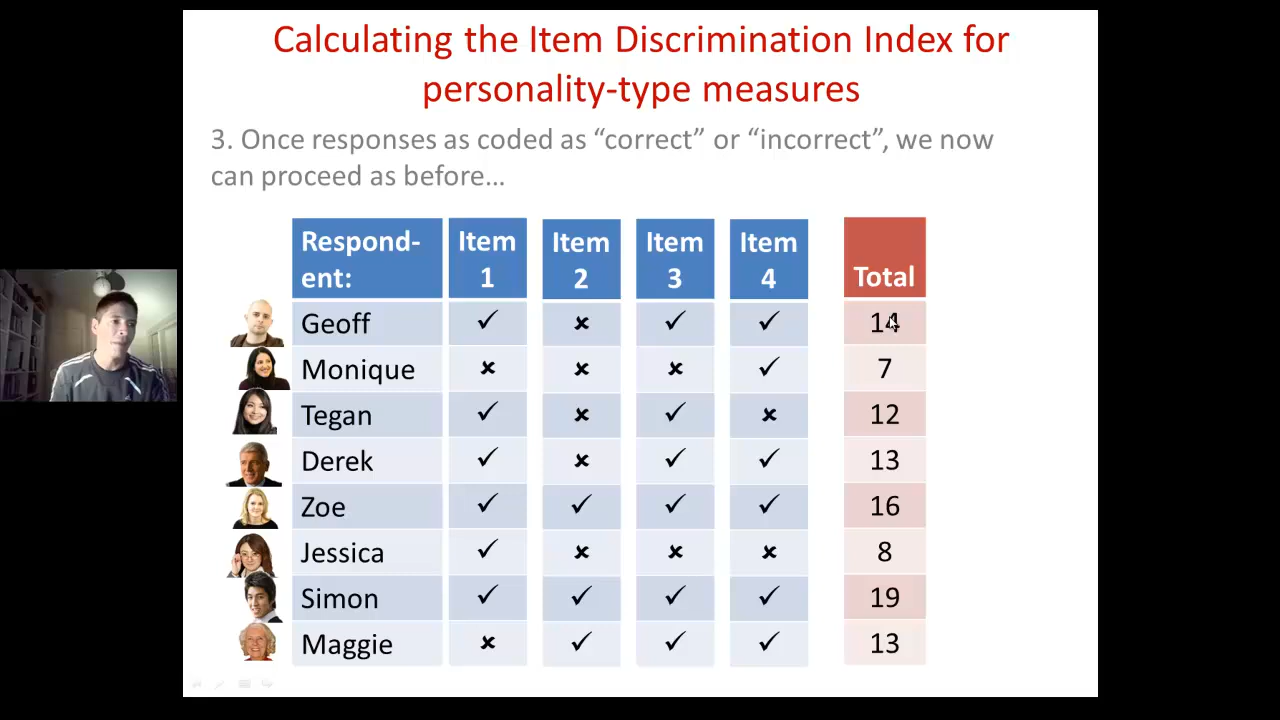 Calculating the Item Discrimination Index for
personality-type measures
3. Once responses as coded as “correct” or “incorrect”, we now
can proceed as before…
Respond-ent: Item 1 Item 2 Item 3 Item 4 Total
Geoff ✓ ✘ ✓ ✓ 14
Monique ✘ ✘ ✘ ✓ 7
Tegan ✓ ✘ ✓ ✘ 12
Derek ✓ ✘ ✓ ✓ 13
Zoe ✓ ✓ ✓ ✓ 16
Jessica ✓ ✘ ✘ ✘ 8
Simon ✓ ✓ ✓ ✓ 19
Maggie ✘ ✓ ✓ ✓ 13